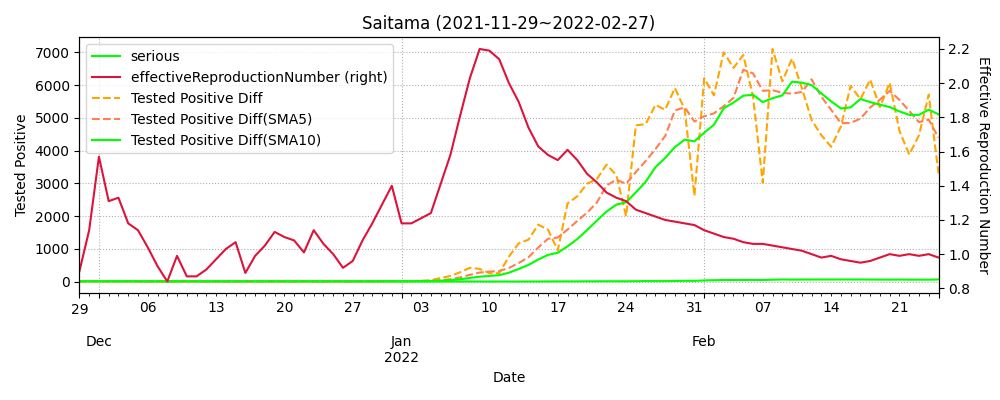 Saitama (2021-11-29~2022-02-27)
serious
effectiveReproductionNumber (right)
Tested Positive Diff
Tested Positive Diff(SMA5)
Tested Positive Diff(SMA10)
Tested Positive
7000
6000
5000
4000
3000
2000
1000
0
Effective Reproduction Number
2.2
2.0
1.8
1.6
1.4
1.2
1.0
0.8
29 06 13 20 27 03 10 17 24 31 07 14 21
Dec Jan Feb
2022
Date